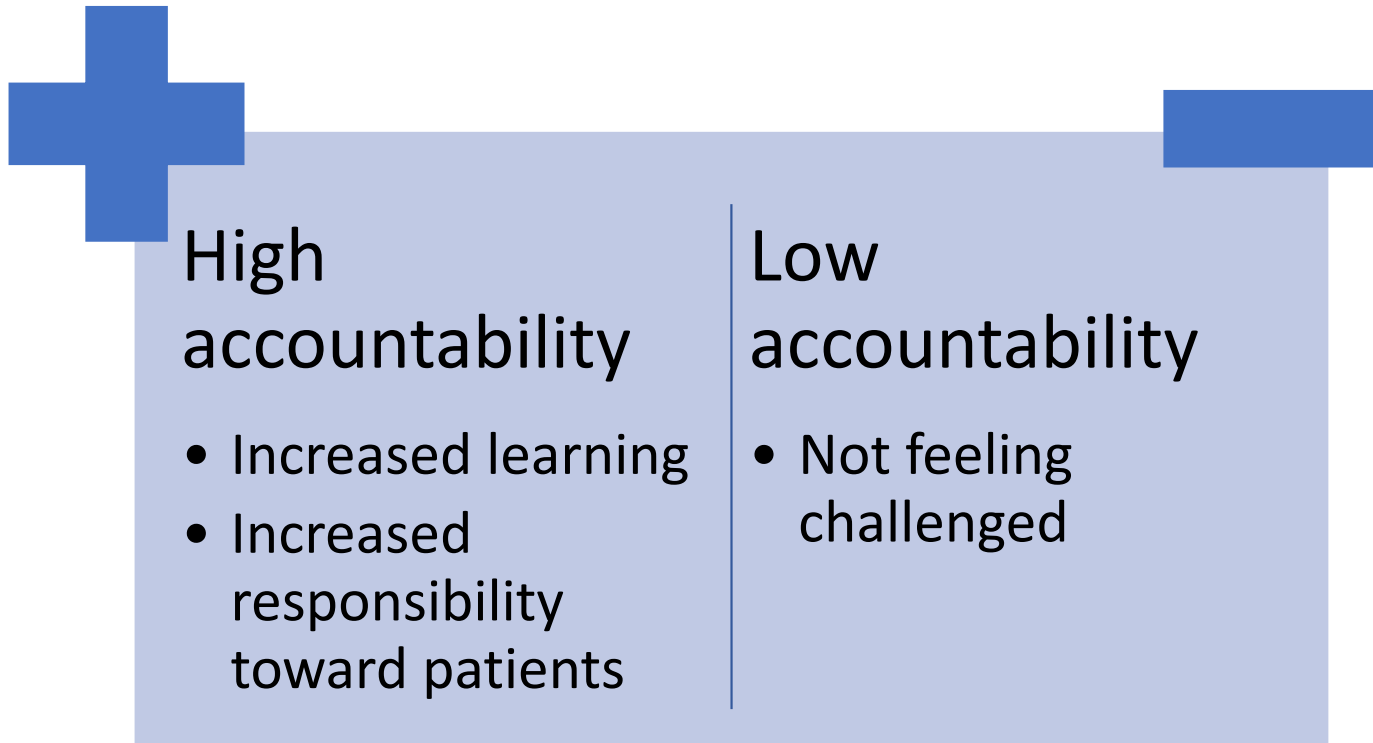 High
accountability
• Increased learning
• Increased
responsibility
toward patients
Low
accountability
• Not feeling
challenged